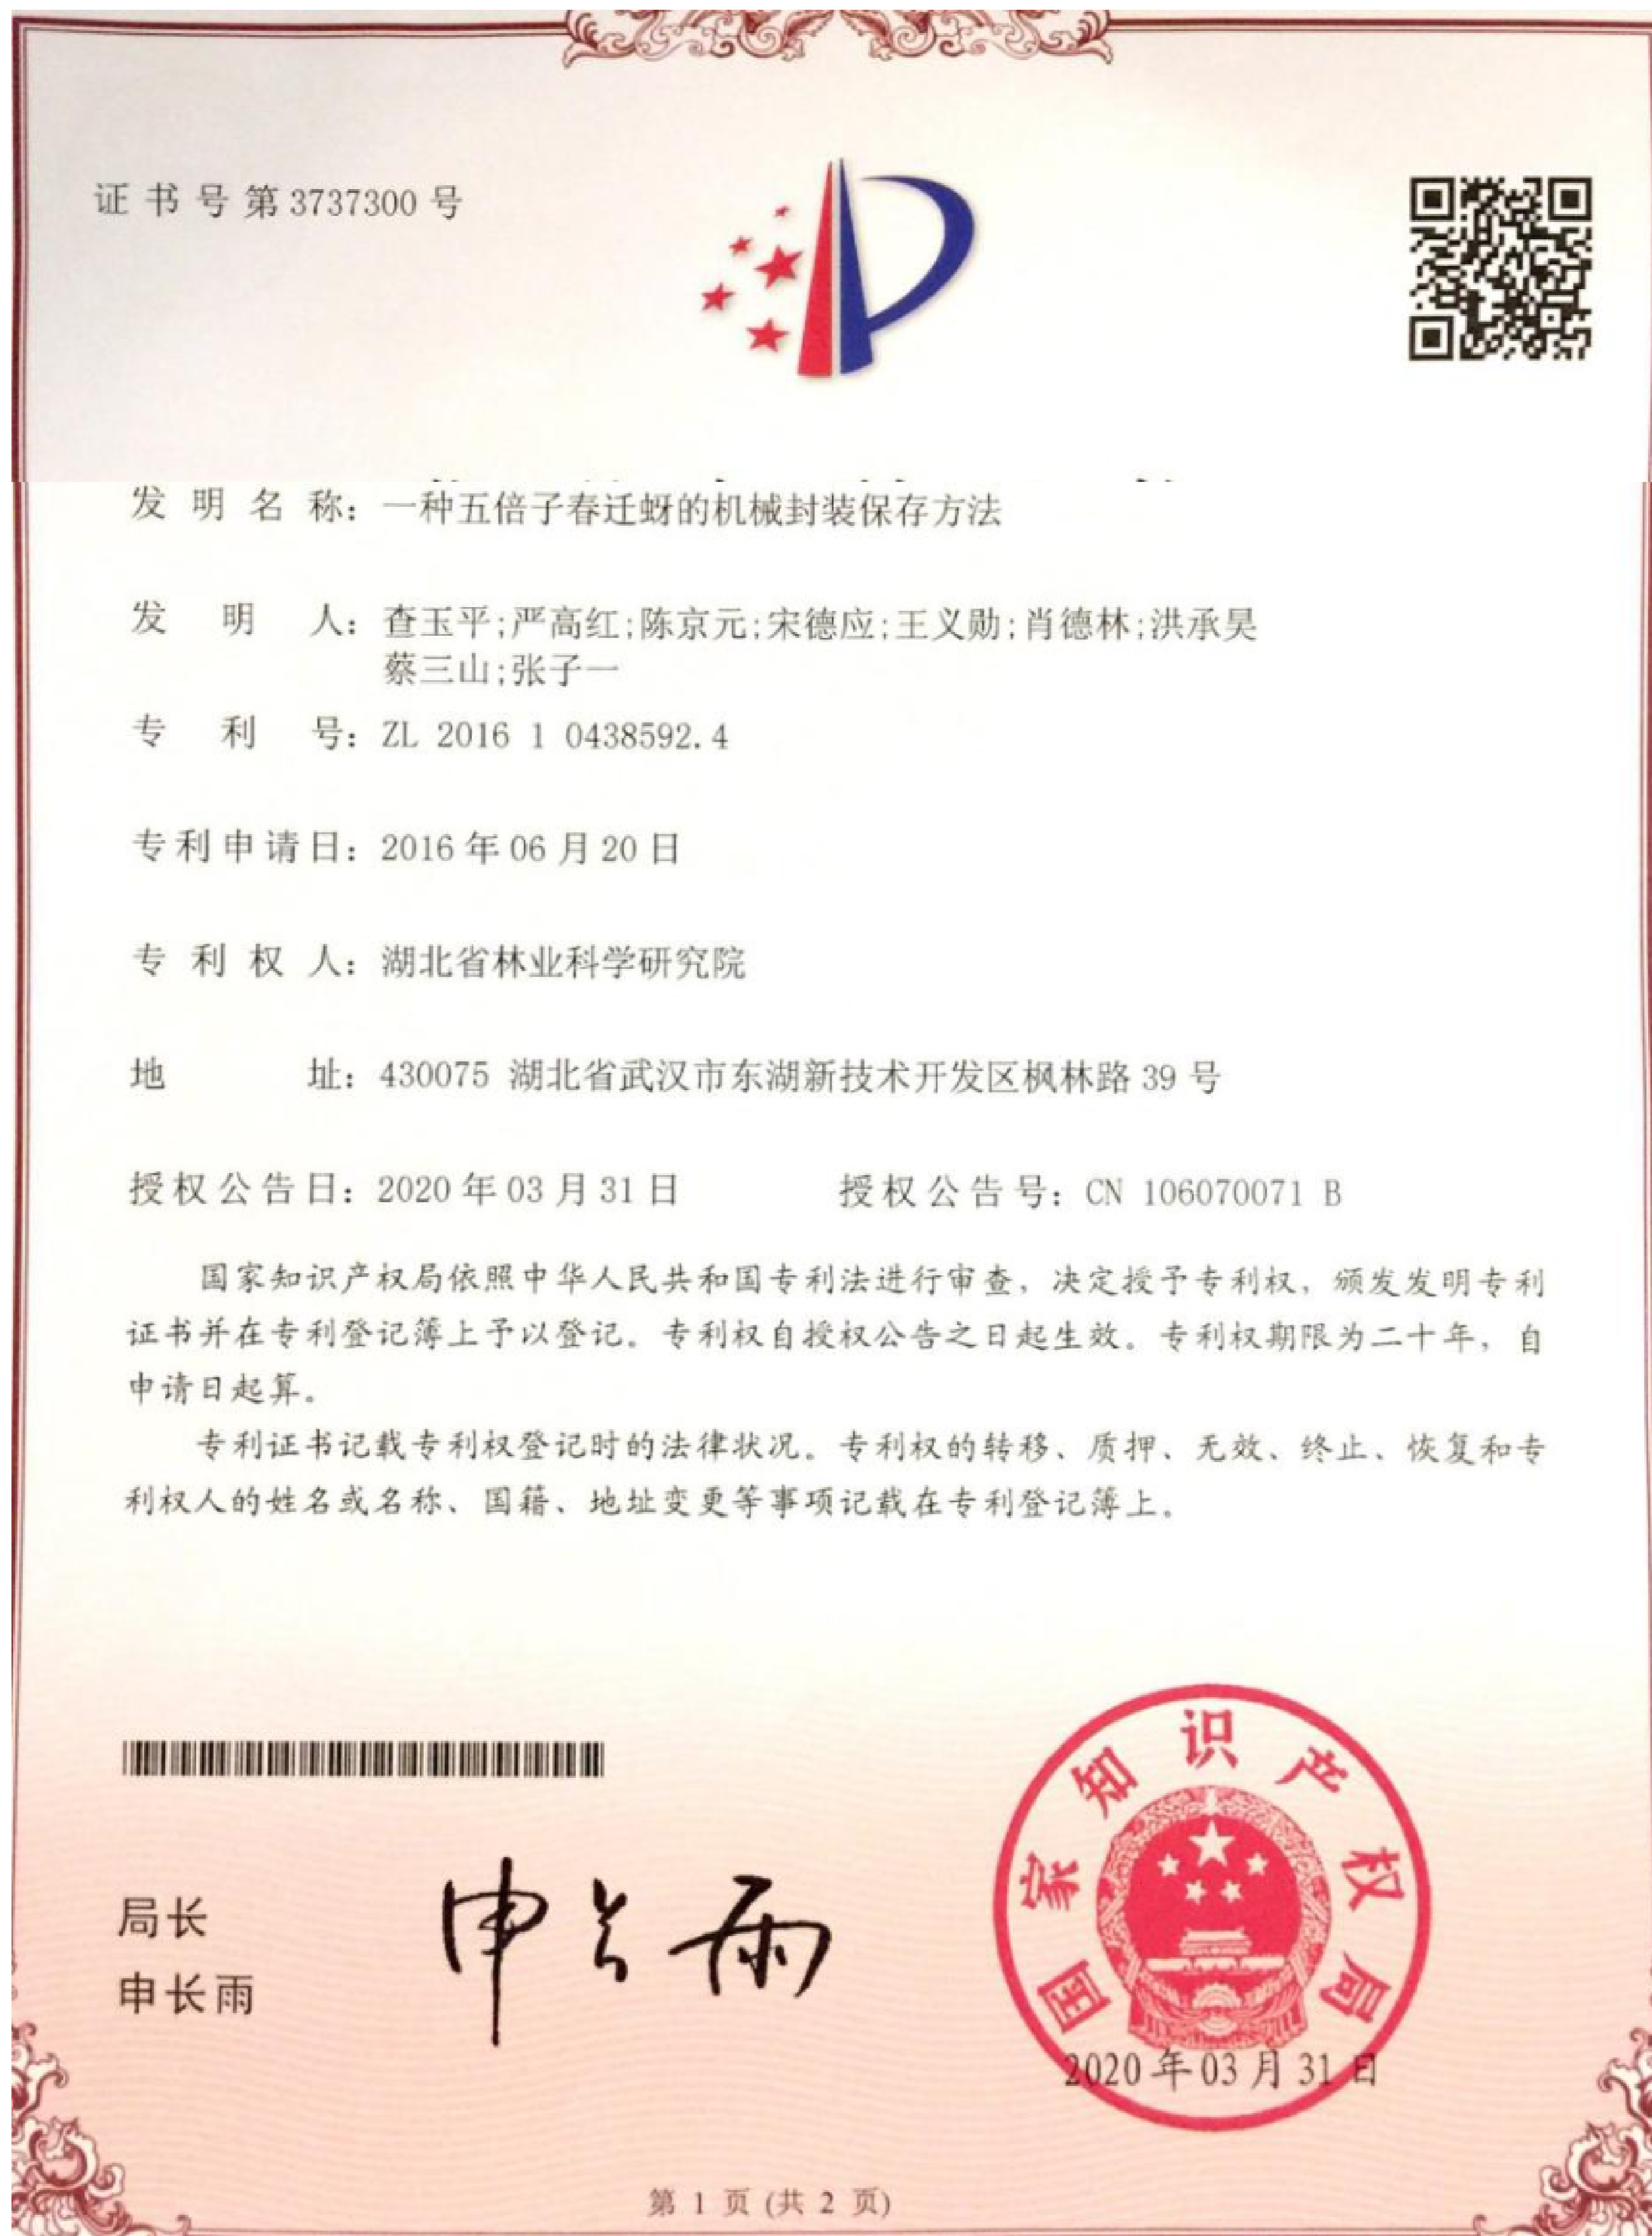 证书号第3737300号
发明名称：一种五倍子春迁蚜的机械封装保存方法
发明人：查玉平;严高红;陈京元;宋德应;王义勋;肖德林;洪承昊
蔡三山;张子一
专利号：ZL 2016 1 0438592.4
专利申请日：2016年06月20日
专利权人：湖北省林业科学研究院
地址：430075 湖北省武汉市东湖新技术开发区枫林路39号
授权公告日：2020年03月31日 授权公告号：CN 106070071 B
国家知识产权局依照中华人民共和国专利法进行审查，决定授予专利权，颁发发明专利
证书并在专利登记簿上予以登记。专利权自授权公告之日起生效。专利权期限为二十年，自
申请日起算。
专利证书记载专利权登记时的法律状况。专利权的转移、质押、无效、终止、恢复和专
利权人的姓名或名称、国籍、地址变更等事项记载在专利登记簿上。
局长
申长雨
申长雨
国家知识产权局
2020年03月31日
第 1 页 (共 2 页)